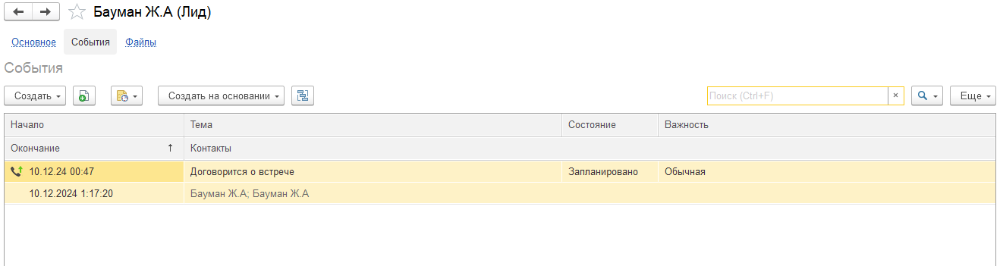 Бауман Ж.А (Лид)
Основное События Файлы
События
Создать Создать на основании Поиск (Ctrl+F) × Еще
Начало Тема Состояние Важность
Окончание ↑ Контакты
10.12.24 00:47 Договорится о встрече Запланировано Обычная
10.12.2024 1:17:20 Бауман Ж.А; Бауман Ж.А